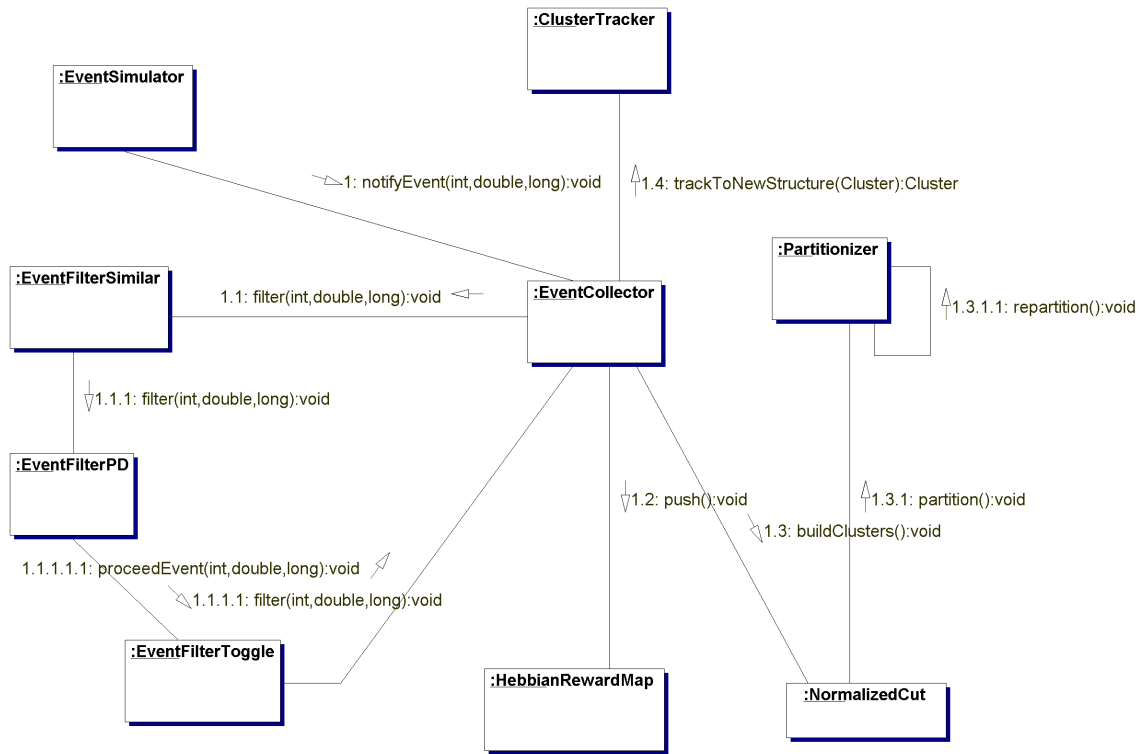 :ClusterTracker
:EventSimulator
1: notifyEvent(int,double,long):void
1.4: trackToNewStructure(Cluster):Cluster
:Partitionizer
:EventFilterSimilar
:EventCollector
1.1: filter(int,double,long):void
1.3.1.1: repartition():void
1.1.1: filter(int,double,long):void
:EventFilterPD
1.2: push():void
1.3.1: partition():void
1.3: buildClusters():void
1.1.1.1.1: proceedEvent(int,double,long):void
1.1.1.1: filter(int,double,long):void
:EventFilterToggle
:HebbianRewardMap
:NormalizedCut